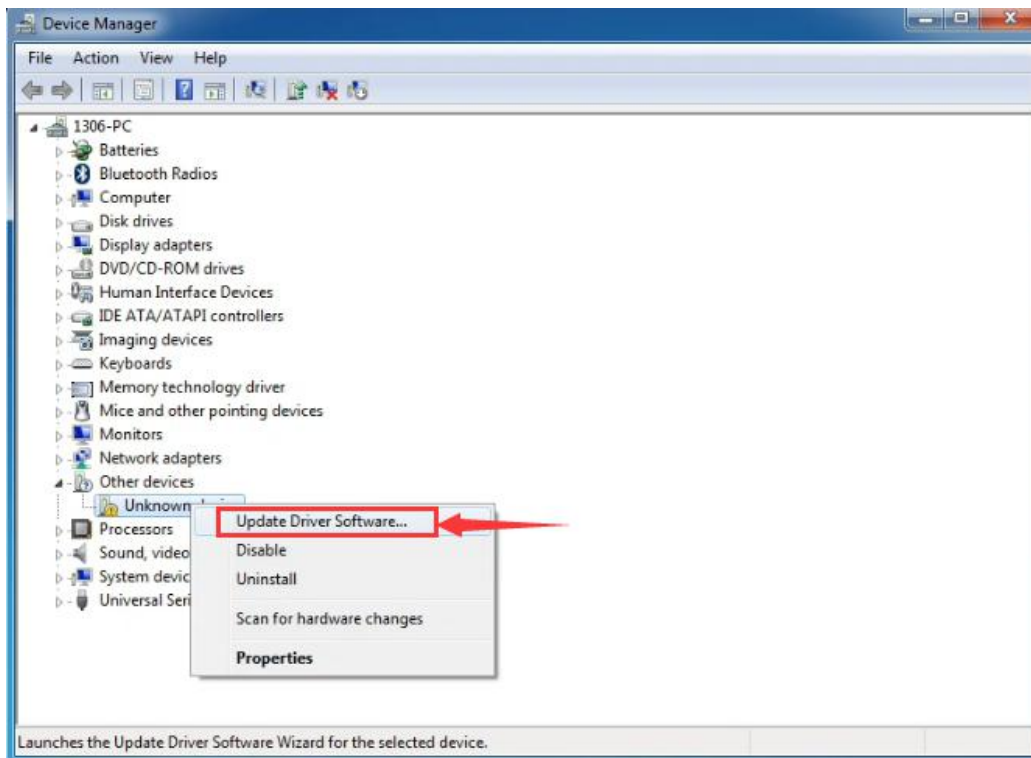 Device Manager
File Action View Help
1306-PC
Batteries
Bluetooth Radios
Computer
Disk drives
Display adapters
DVD/CD-ROM drives
Human Interface Devices
IDE ATA/ATAPI controllers
Imaging devices
Keyboards
Memory technology driver
Mice and other pointing devices
Monitors
Network adapters
Other devices
Unknown
Update Driver Software...
Processors
Sound, video
Disable
System devic
Uninstall
Universal Seri
Scan for hardware changes
Properties
Launches the Update Driver Software Wizard for the selected device.